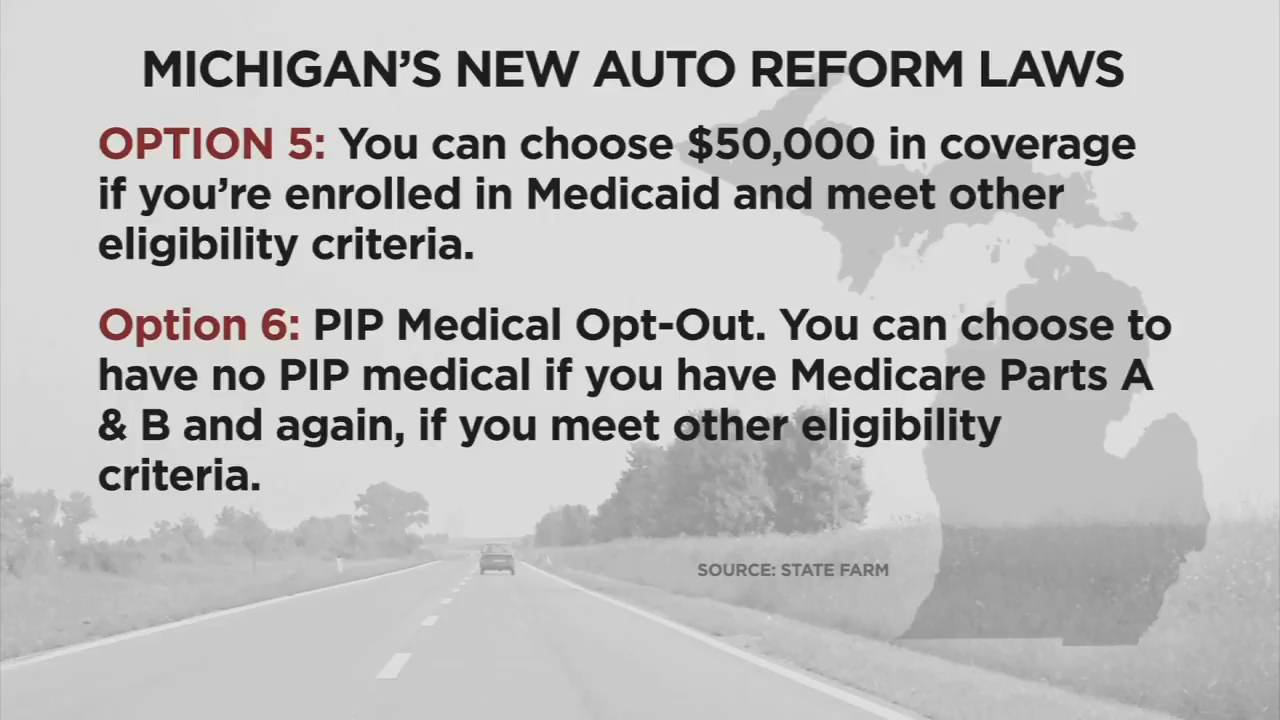 MICHIGAN'S NEW AUTO REFORM LAWS
OPTION 5: You can choose $50,000 in coverage
if you're enrolled in Medicaid and meet other
eligibility criteria.
Option 6: PIP Medical Opt-Out. You can choose to
have no PIP medical if you have Medicare Parts A
& B and again, if you meet other eligibility
criteria.
SOURCE: STATE FARM